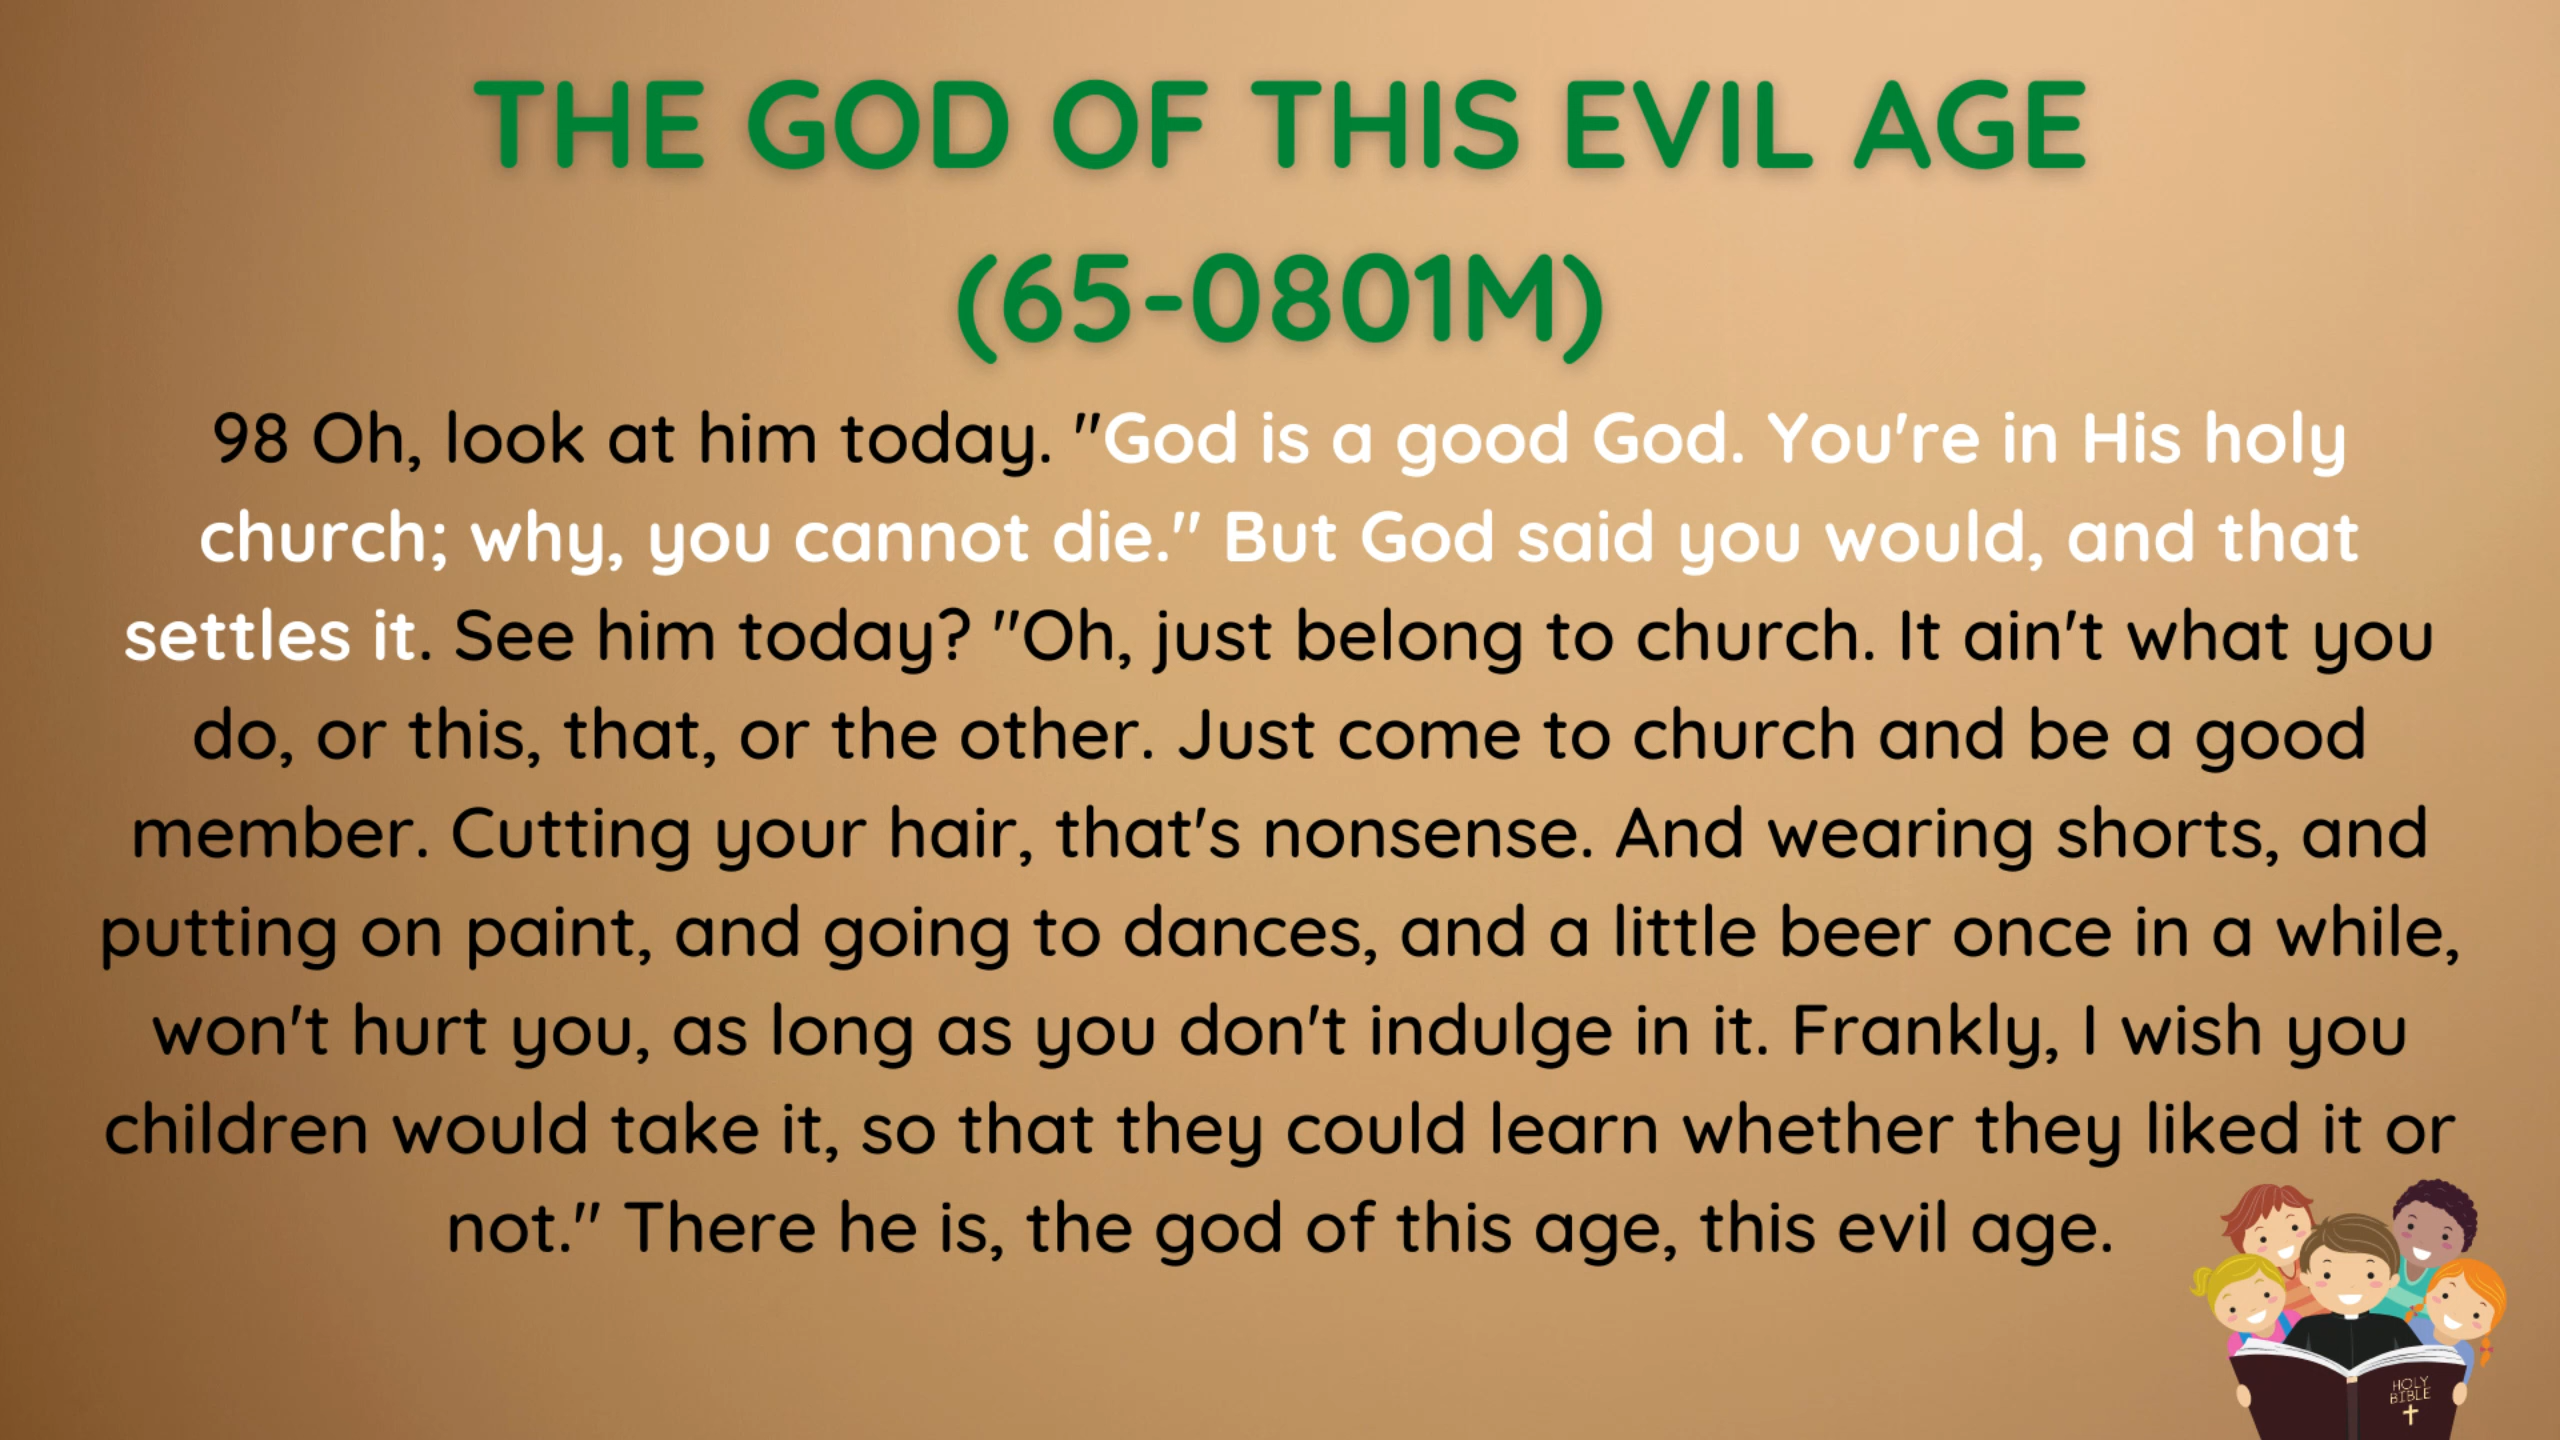 THE GOD OF THIS EVIL AGE
(65-0801M)
98 Oh, look at him today. "God is a good God. You're in His holy
church; why, you cannot die." But God said you would, and that
settles it. See him today? "Oh, just belong to church. It ain't what you
do, or this, that, or the other. Just come to church and be a good
member. Cutting your hair, that's nonsense. And wearing shorts, and
putting on paint, and going to dances, and a little beer once in a while,
won't hurt you, as long as you don't indulge in it. Frankly, I wish you
children would take it, so that they could learn whether they liked it or
not." There he is, the god of this age, this evil age.
HOLY
BIBLE